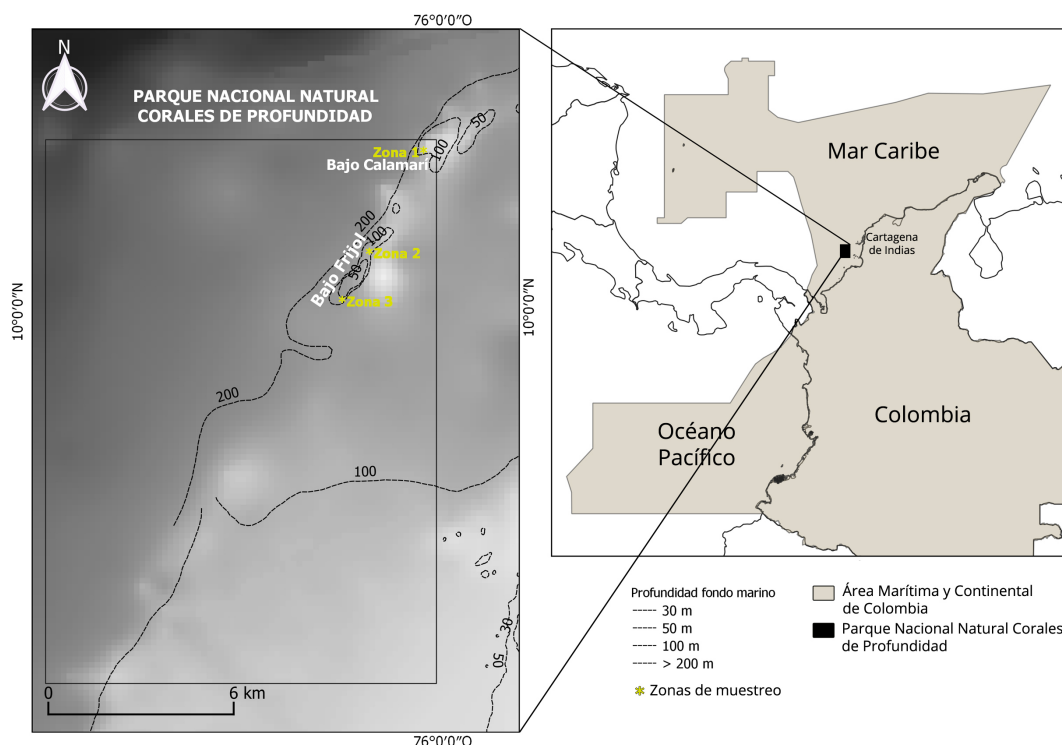 76°0'0"O
N
PARQUE NACIONAL NATURAL
CORALES DE PROFUNDIDAD
50
100
Zona 1*
Bajo Calamarí
200
100
Bajo Frijol
*Zona 2
50
*Zona 3
10°0'0"N
10°0'0"N
200
100
30
50
0
6 km
76°0'0"O
Mar Caribe
Cartagena
de Indias
Colombia
Océano
Pacífico
Profundidad fondo marino
30 m
50 m
100 m
> 200 m
* Zonas de muestreo
Área Marítima y Continental
de Colombia
Parque Nacional Natural Corales
de Profundidad